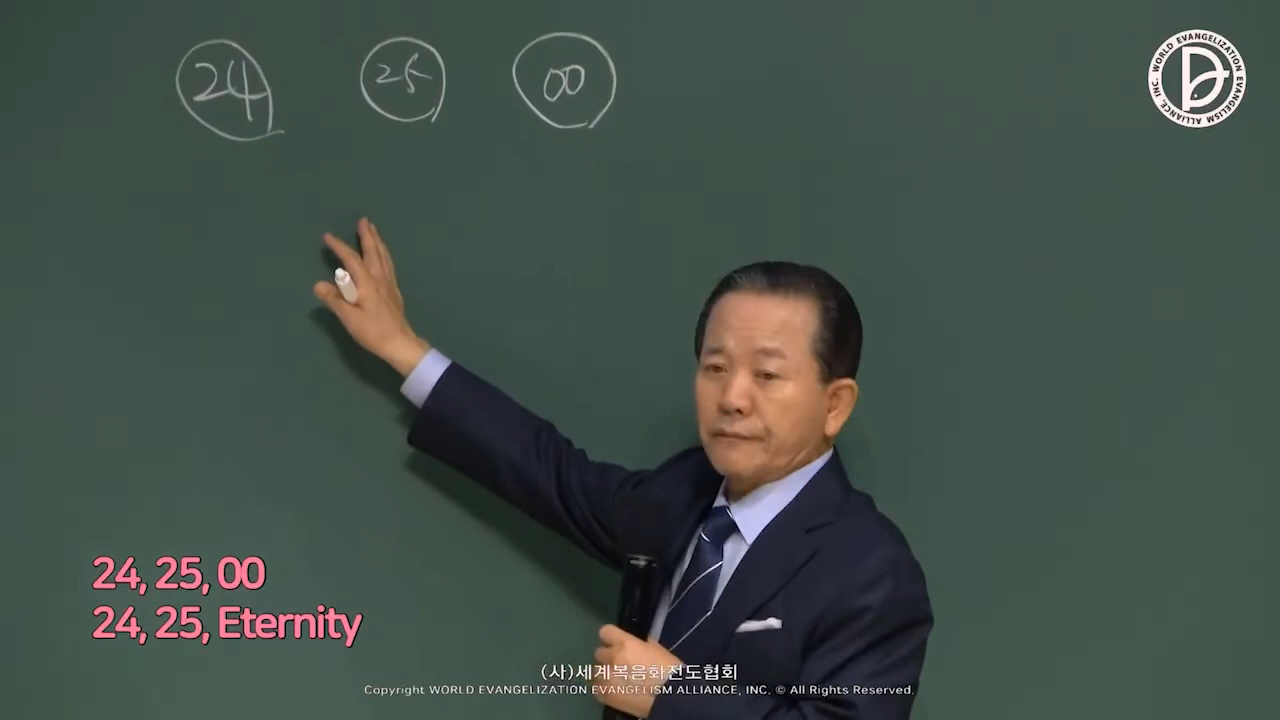 24 25 00
WORLD EVANGELIZATION EVANGELISM ALLIANCE, INC.
24, 25, 00
24, 25, Eternity
(사)세계복음화전도협회
Copyright WORLD EVANGELIZATION EVANGELISM ALLIANCE, INC. © All Rights Reserved.